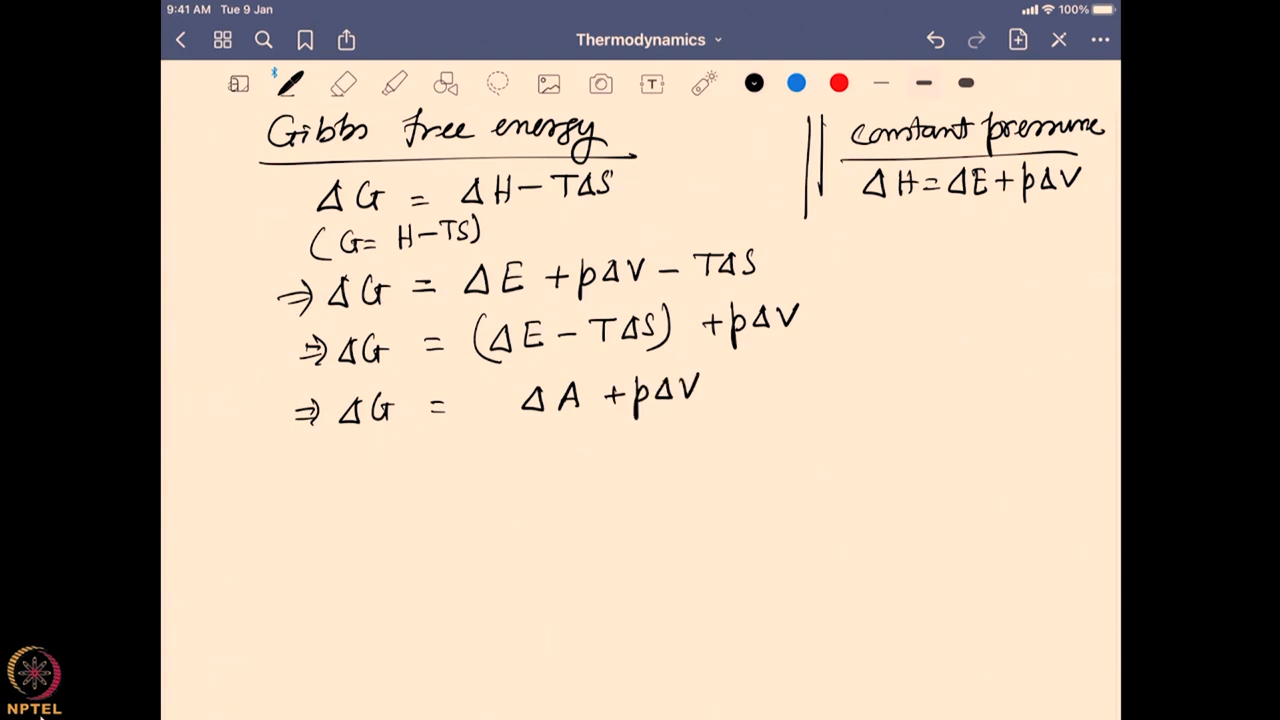 9:41 AM Tue 9 Jan
100%
Thermodynamics
T
Gibbs free energy
constant pressure
ΔG = ΔH - TΔS
ΔH = ΔE + pΔV
(G = H - TS)
⇒ ΔG = ΔE + pΔV - TΔS
⇒ ΔG = (ΔE - TΔS) + pΔV
⇒ ΔG = ΔA + pΔV
NPTEL